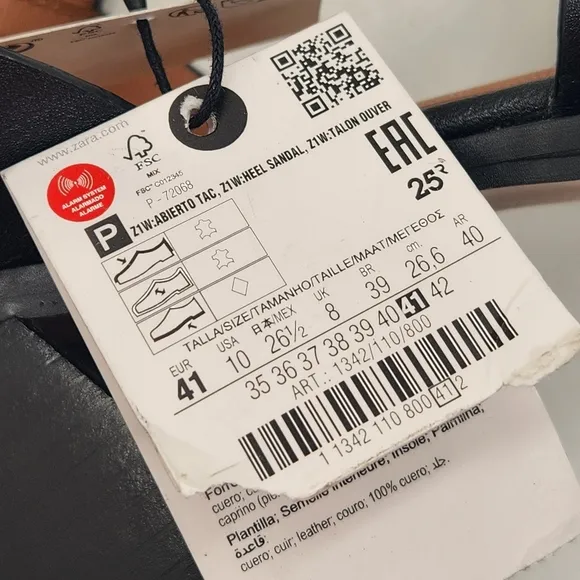 www.zara.com
FSC
MIX
FSC® C012345
P - 72068
ALARM SYSTEM
ALARMADO
ALARME
P
Z1W:ABIERTO TAC, Z1W:HEEL SANDAL, Z1W:TALON OUVER
EAC
25
TALLA/SIZE/TAMANHO/TAILLE/MAAT/ΜΕΓΕΘΟΣ
EUR USA 日本/MEX UK BR cm. AR
41 10 26½ 8 39 26,6 40
35 36 37 38 39 40 41 42
ART.: 1342/110/800
1 1342 110 800 41 2
cuero; cu
caprino (pi
Plantilla; Semelle intérieure; Insole; Palmilha;
قاعدة
cuero; cuir; leather; couro; 100% cuero; جلد.